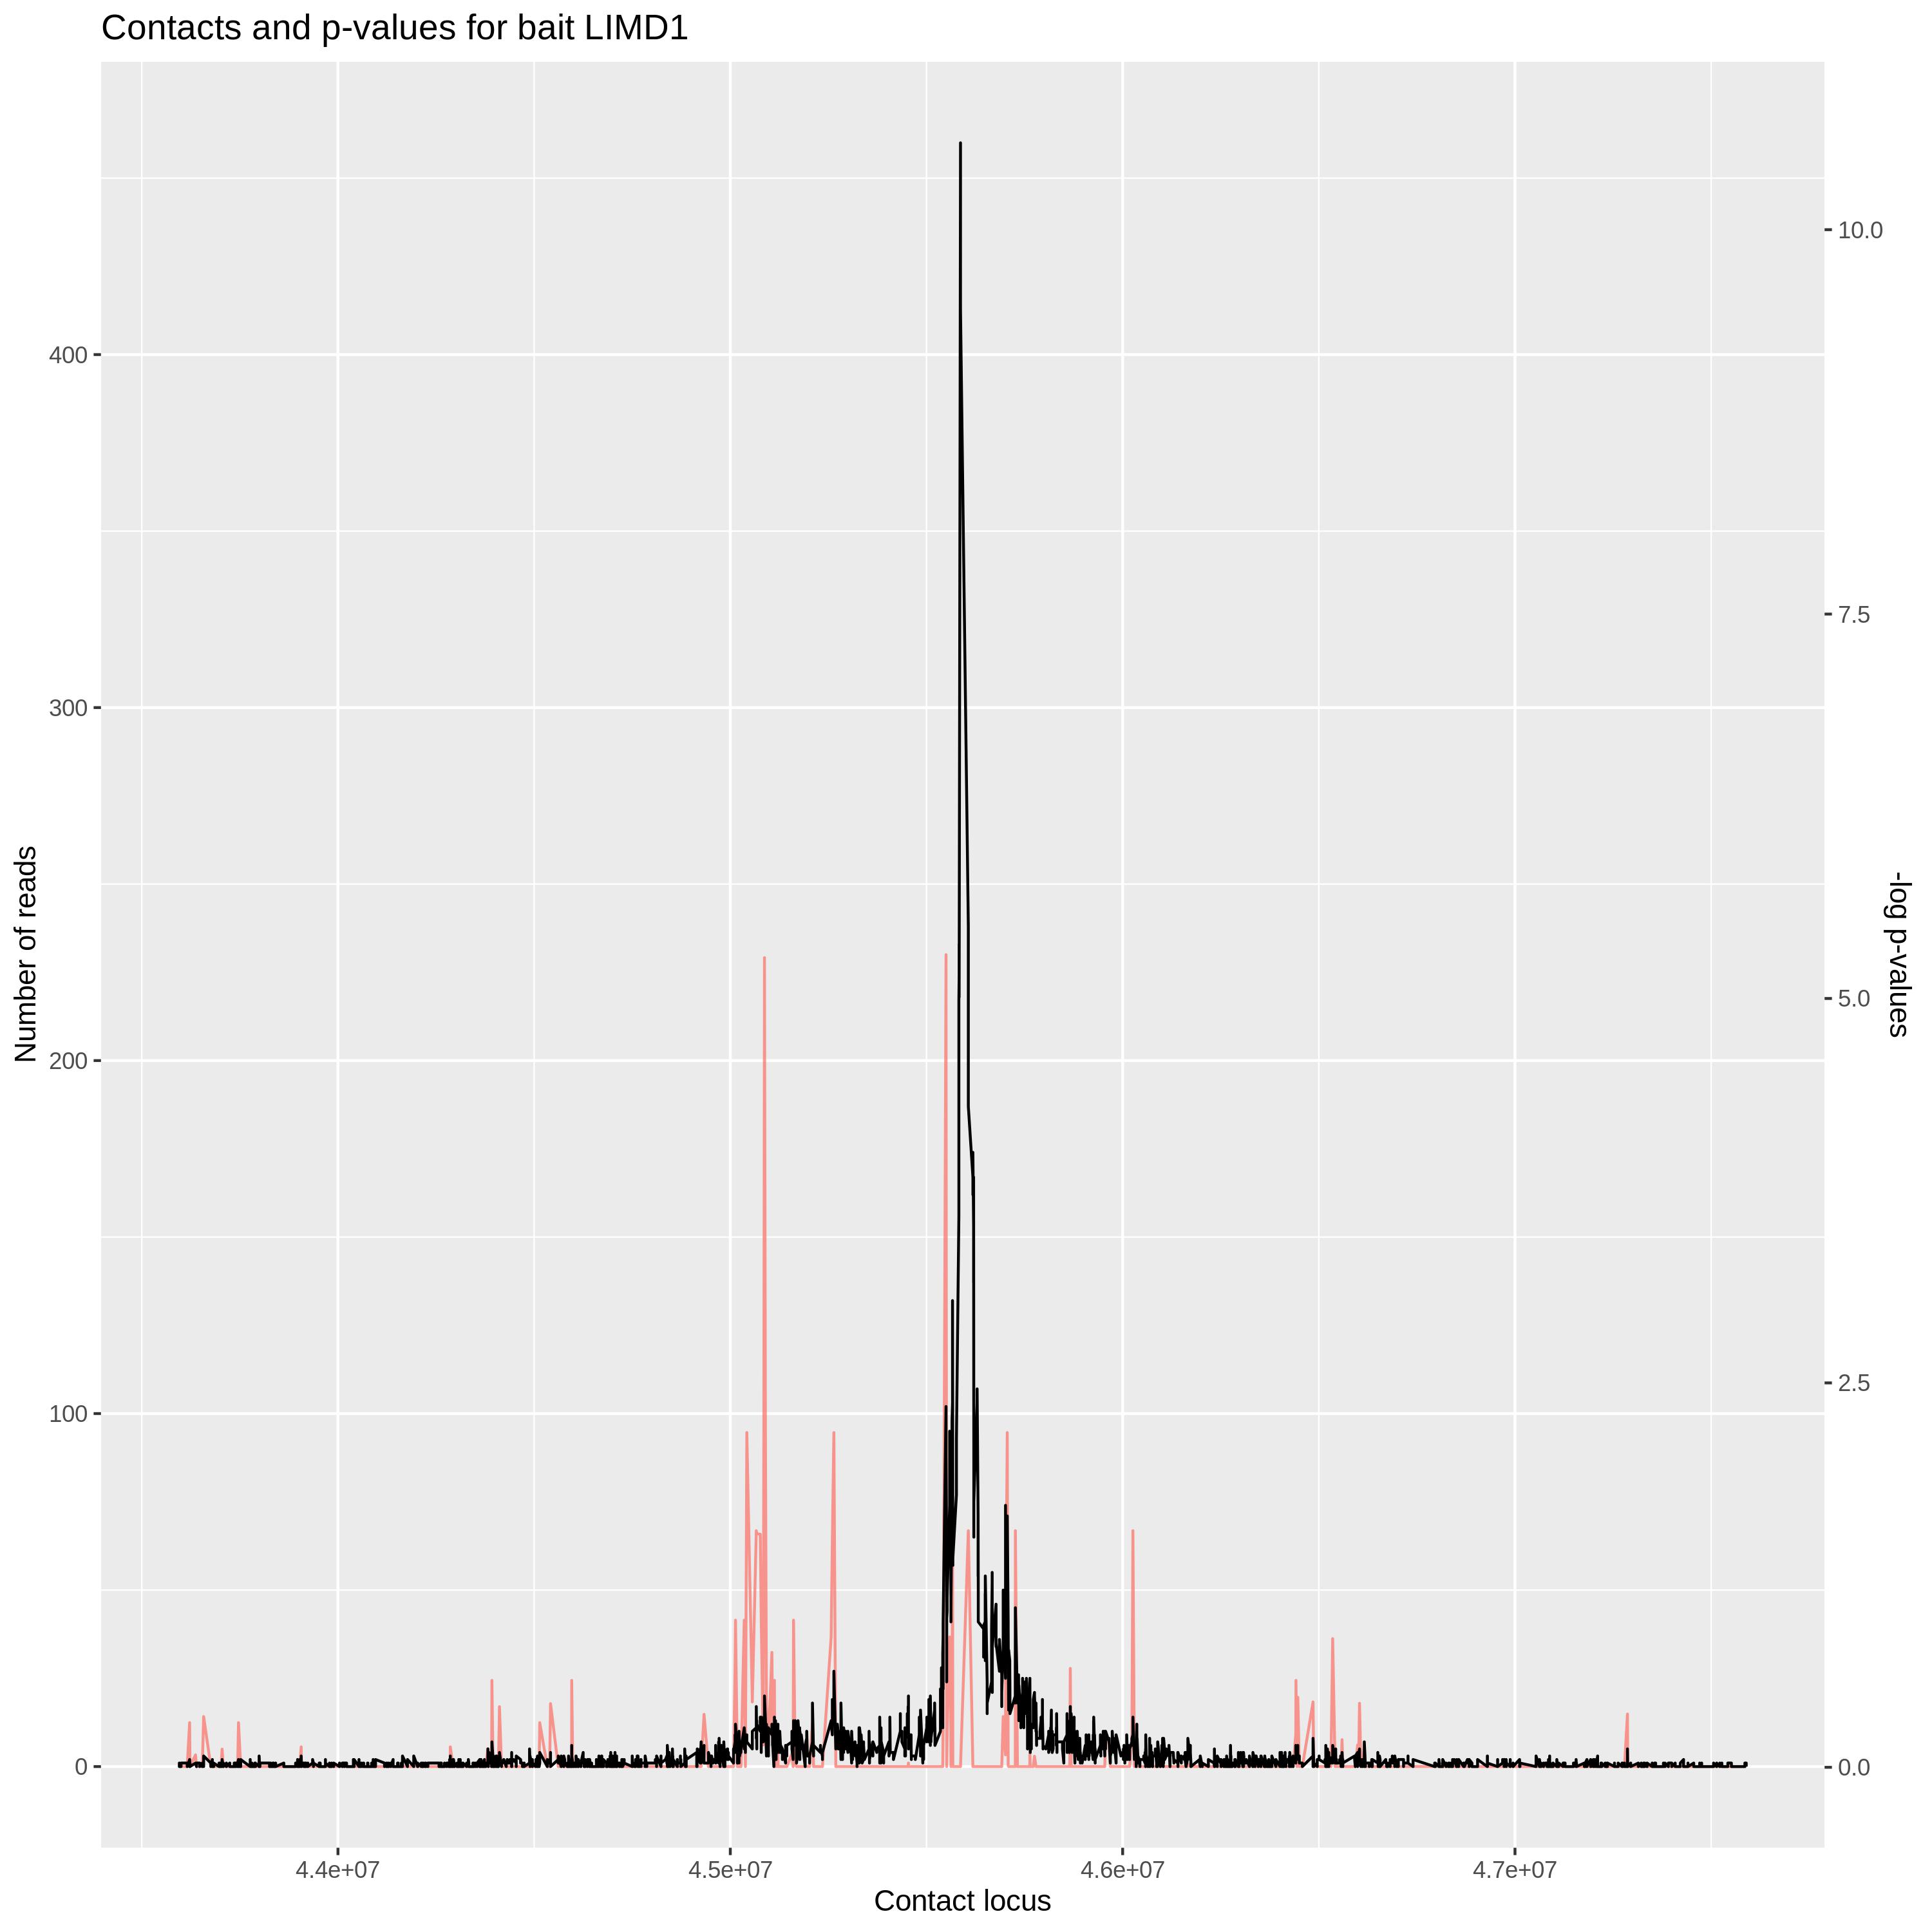 Contacts and p-values for bait LIMD1
Number of reads
400
300
200
100
0
10.0
7.5
5.0
2.5
0.0
-log p-values
4.4e+07
4.5e+07
4.6e+07
4.7e+07
Contact locus